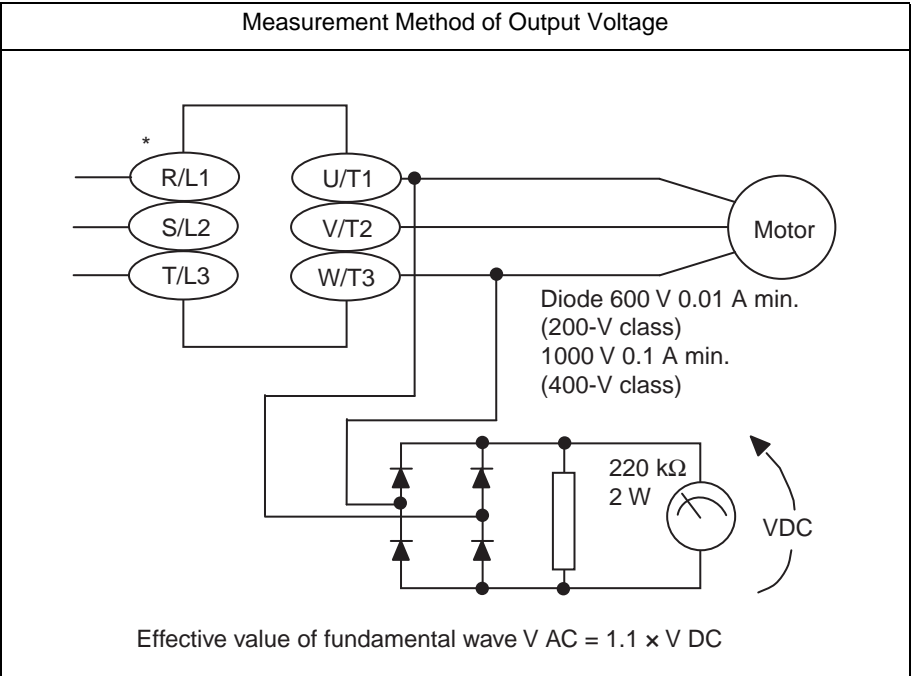 Measurement Method of Output Voltage
*
R/L1
U/T1
S/L2
V/T2
Motor
T/L3
W/T3
Diode 600 V 0.01 A min.
(200-V class)
1000 V 0.1 A min.
(400-V class)
220 kΩ
2 W
VDC
Effective value of fundamental wave V AC = 1.1 × V DC